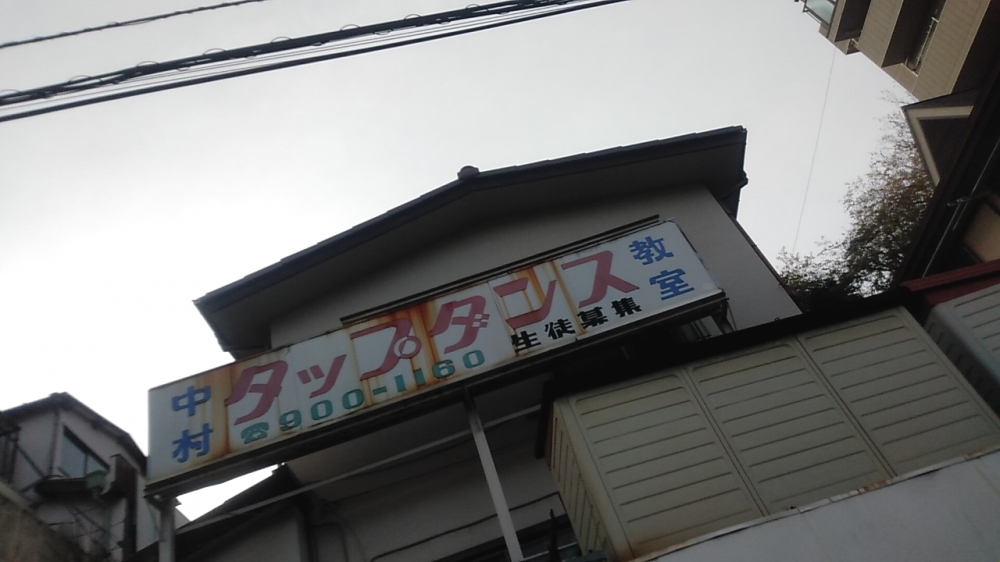 中村
タップダンス
教室
☎900-1160
生徒募集